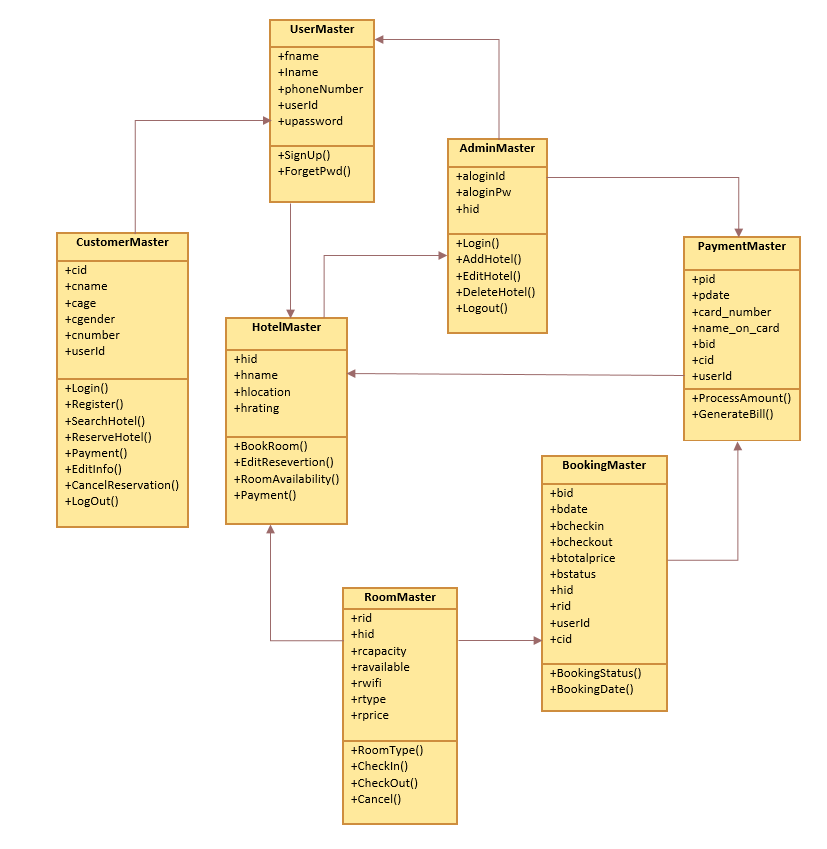 UserMaster
+fname
+lname
+phoneNumber
+userId
+upassword
+SignUp()
+ForgetPwd()
AdminMaster
+aloginId
+aloginPw
+hid
+Login()
+AddHotel()
+EditHotel()
+DeleteHotel()
+Logout()
CustomerMaster
+cid
+cname
+cage
+cgender
+cnumber
+userId
+Login()
+Register()
+SearchHotel()
+ReserveHotel()
+Payment()
+EditInfo()
+CancelReservation()
+LogOut()
PaymentMaster
+pid
+pdate
+card_number
+name_on_card
+bid
+cid
+userId
+ProcessAmount()
+GenerateBill()
HotelMaster
+hid
+hname
+hlocation
+hrating
+BookRoom()
+EditResevertion()
+RoomAvailability()
+Payment()
BookingMaster
+bid
+bdate
+bcheckin
+bcheckout
+btotalprice
+bstatus
+hid
+rid
+userId
+cid
+BookingStatus()
+BookingDate()
RoomMaster
+rid
+hid
+rcapacity
+ravailable
+rwifi
+rtype
+rprice
+RoomType()
+CheckIn()
+CheckOut()
+Cancel()